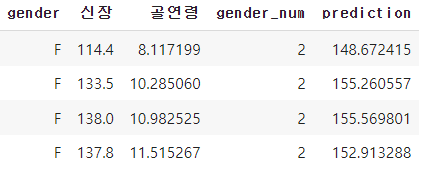 gender 신장 골연령 gender_num prediction
F 114.4 8.117199 2 148.672415
F 133.5 10.285060 2 155.260557
F 138.0 10.982525 2 155.569801
F 137.8 11.515267 2 152.913288